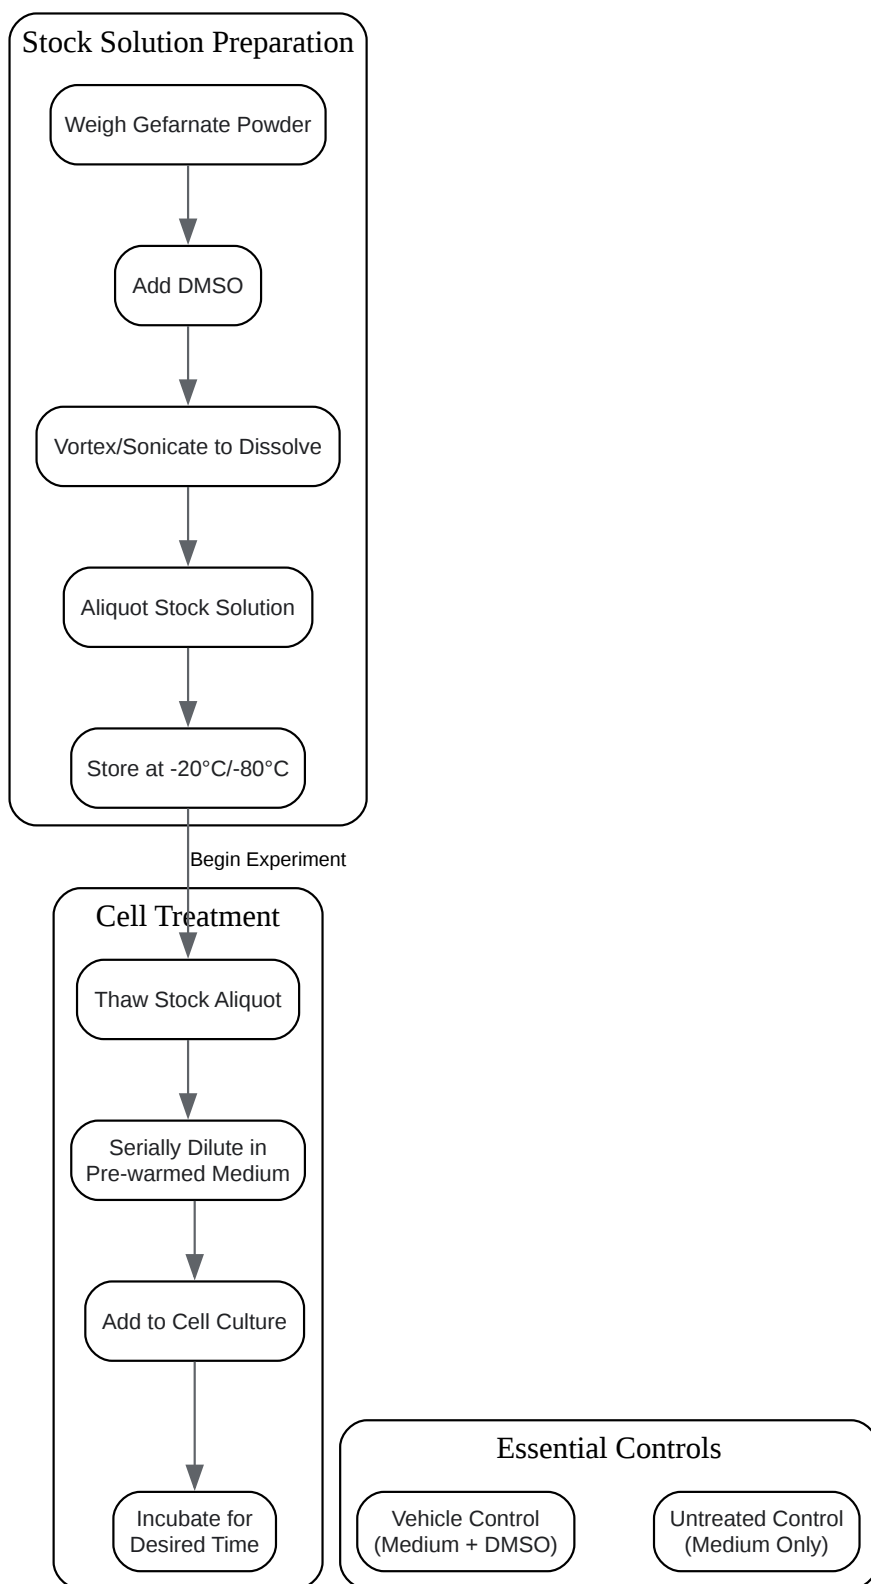 Stock Solution Preparation
Weigh Gefarnate Powder
Add DMSO
Vortex/Sonicate to Dissolve
Aliquot Stock Solution
Store at -20°C/-80°C
Begin Experiment
Cell Treatment
Thaw Stock Aliquot
Serially Dilute in
Pre-warmed Medium
Add to Cell Culture
Incubate for
Desired Time
Essential Controls
Vehicle Control
(Medium + DMSO)
Untreated Control
(Medium Only)